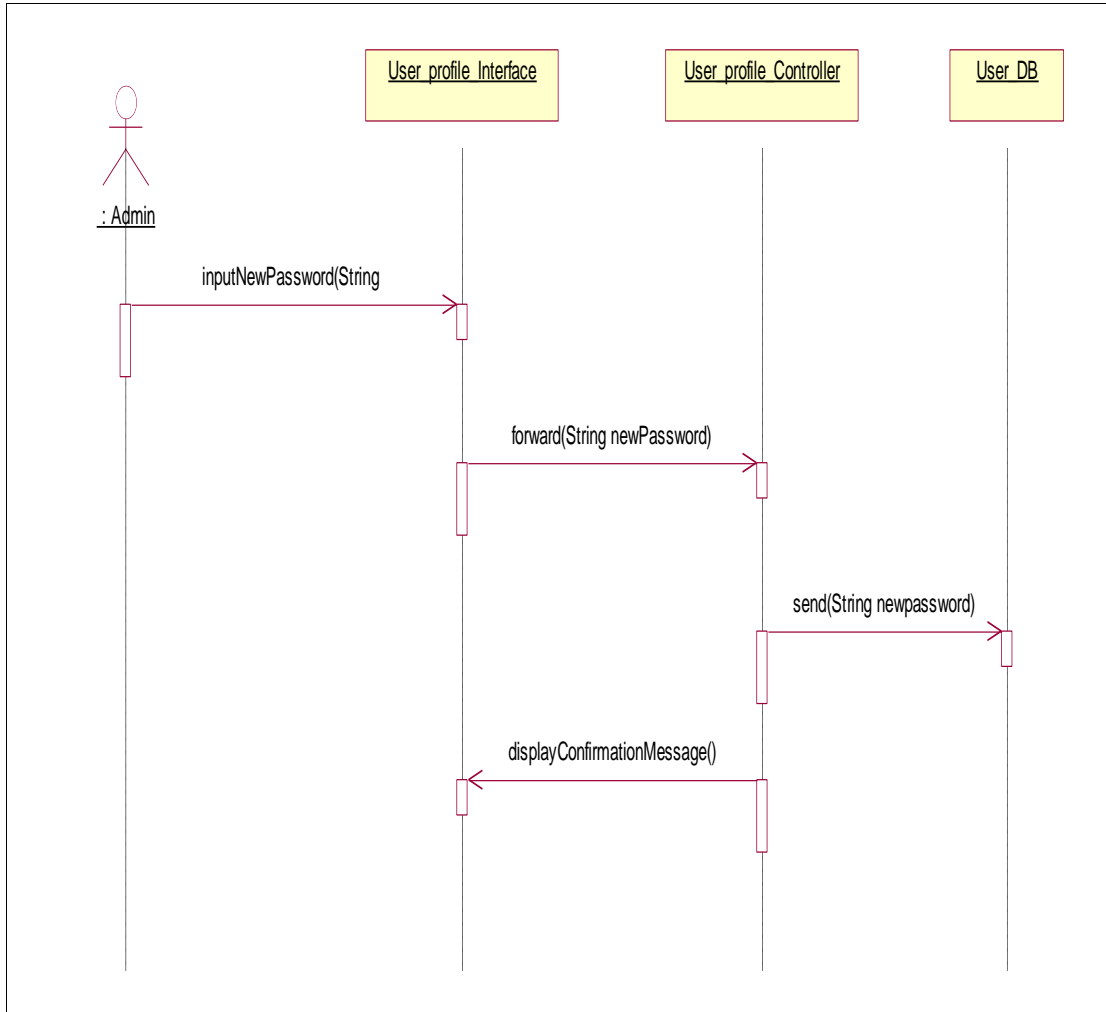 User_profile_Interface
User_profile_Controller
User_DB
: Admin
inputNewPassword(String
forward(String newPassword)
send(String newpassword)
displayConfirmationMessage()